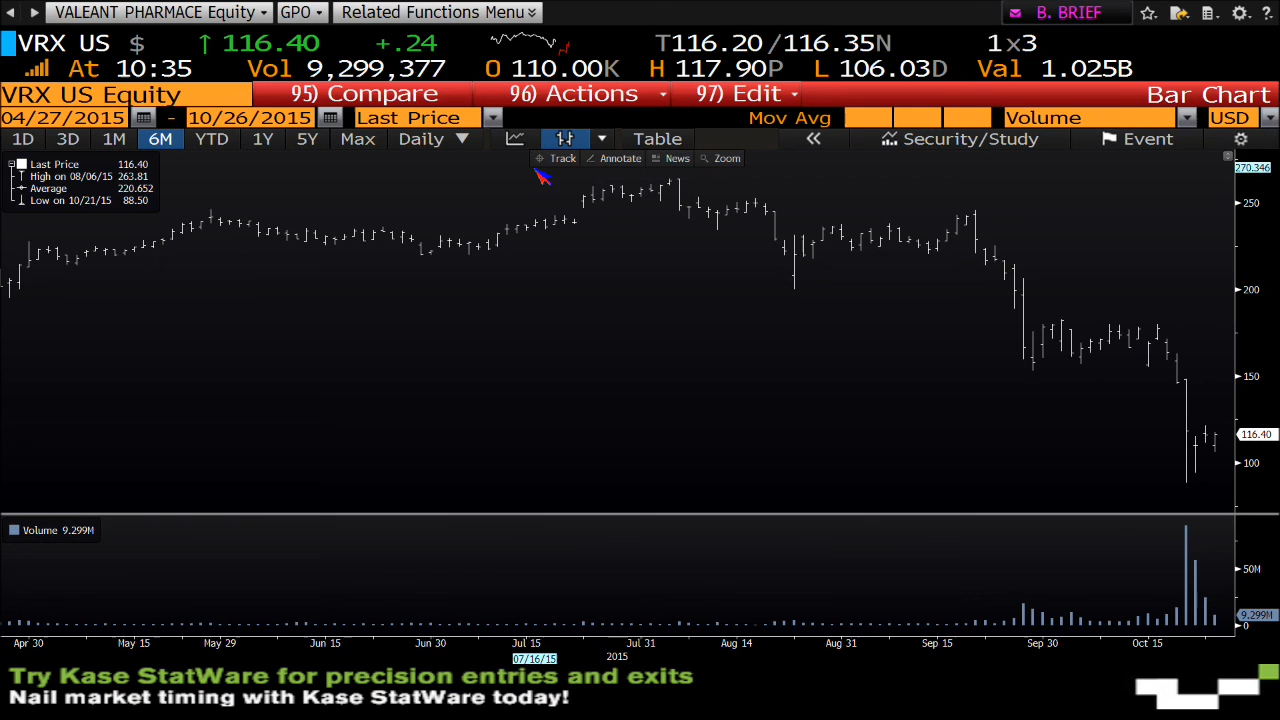 VALEANT PHARMACE Equity GPO Related Functions Menu B. BRIEF ?
VRX US $ ↑ 116.40 +.24 T116.20 /116.35N 1x3
At 10:35 Vol 9,299,377 O 110.00K H 117.90P L 106.03D Val 1.025B
VRX US Equity 95) Compare 96) Actions 97) Edit Bar Chart
04/27/2015 - 10/26/2015 Last Price Mov Avg Volume USD
1D 3D 1M 6M YTD 1Y 5Y Max Daily Table « Security/Study Event
Track Annotate News Zoom
Last Price 116.40
High on 08/06/15 263.81
Average 220.652
Low on 10/21/15 88.50
270.346
250
200
150
116.40
100
Volume 9.299M
50M
9.299M
0
Apr 30 May 15 May 29 Jun 15 Jun 30 Jul 15 Jul 31 Aug 14 Aug 31 Sep 15 Sep 30 Oct 15
07/16/15 2015
Try Kase StatWare for precision entries and exits
Nail market timing with Kase StatWare today!